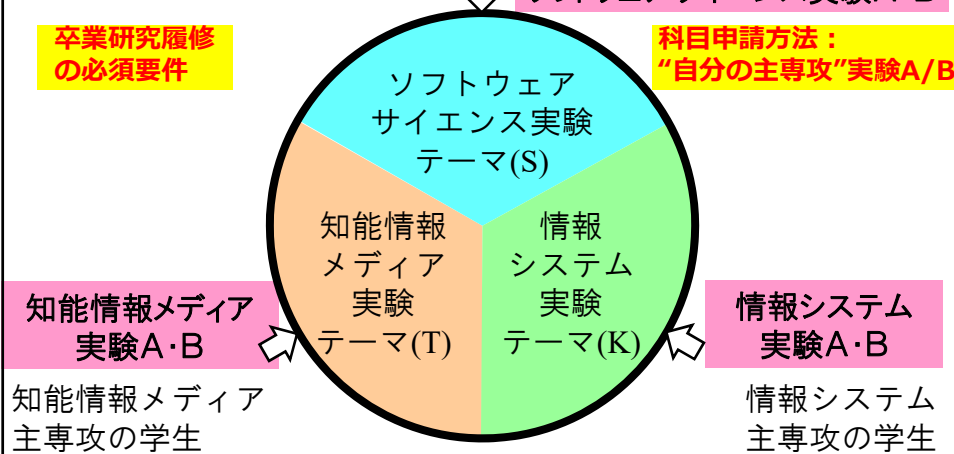 卒業研究履修
の必須要件
科目申請方法：
“自分の主専攻”実験A/B
ソフトウェア
サイエンス実験
テーマ(S)
知能情報
メディア
実験
テーマ(T)
情報
システム
実験
テーマ(K)
知能情報メディア
実験A･B
情報システム
実験A･B
知能情報メディア
主専攻の学生
情報システム
主専攻の学生